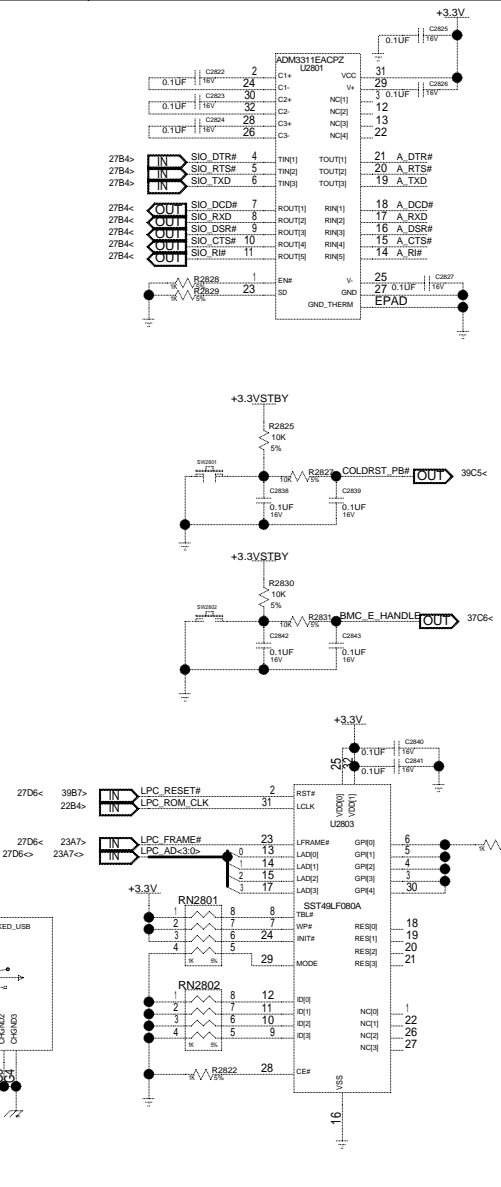 +3.3V
C2825
0.1UF 16V
ADM3311EACPZ
U2801
C2822
0.1UF 16V
2 C1+ VCC 31
24 C1- V+ 29
C2826
0.1UF 16V
C2823
0.1UF 16V
30 C2+ NC[1] 3
32 C2- NC[2] 12
C2824
0.1UF 16V
28 C3+ NC[3] 13
26 C3- NC[4] 22
27B4> IN SIO_DTR# 4 TIN[1] TOUT[1] 21 A_DTR#
27B4> IN SIO_RTS# 5 TIN[2] TOUT[2] 20 A_RTS#
27B4> IN SIO_TXD 6 TIN[3] TOUT[3] 19 A_TXD
27B4< OUT SIO_DCD# 7 ROUT[1] RIN[1] 18 A_DCD#
27B4< OUT SIO_RXD 8 ROUT[2] RIN[2] 17 A_RXD
27B4< OUT SIO_DSR# 9 ROUT[3] RIN[3] 16 A_DSR#
27B4< OUT SIO_CTS# 10 ROUT[4] RIN[4] 15 A_CTS#
27B4< OUT SIO_RI# 11 ROUT[5] RIN[5] 14 A_RI#
R2828
1K 5%
1 EN# V- 25
C2827
0.1UF 16V
R2829
1K 5%
23 SD GND 27
GND_THERM EPAD
+3.3VSTBY
R2825
10K
5%
SW2801
R2827
10K 5%
COLDRST_PB# OUT 39C5<
C2838
0.1UF
16V
C2839
0.1UF
16V
+3.3VSTBY
R2830
10K
5%
SW2802
R2831
10K 5%
BMC_E_HANDLE OUT 37C6<
C2842
0.1UF
16V
C2843
0.1UF
16V
+3.3V
C2840
0.1UF 16V
C2841
0.1UF 16V
25 32
VDD[0] VDD[1]
U2803
27D6< 39B7> IN LPC_RESET# 2 RST#
22B4> IN LPC_ROM_CLK 31 LCLK
27D6< 23A7> IN LPC_FRAME# 23 LFRAME# GPI[0] 6
27D6<> 23A7<> IN LPC_AD<3:0> 0 13 LAD[0] GPI[1] 5
1 14 LAD[1] GPI[2] 4
2 15 LAD[2] GPI[3] 3
3 17 LAD[3] GPI[4] 30
1K
SST49LF080A
+3.3V
RN2801
1 8 8 TBL# RES[0] 18
2 7 7 WP# RES[1] 19
3 6 24 INIT# RES[2] 20
4 5 29 MODE RES[3] 21
1K 5%
RN2802
1 8 12 ID[0] NC[0] 1
2 7 11 ID[1] NC[1] 22
3 6 10 ID[2] NC[2] 26
4 5 9 ID[3] NC[3] 27
1K 5%
R2822
1K 5%
28 CE#
VSS
16
KED_USB
CHGND2
CHGND3
G4